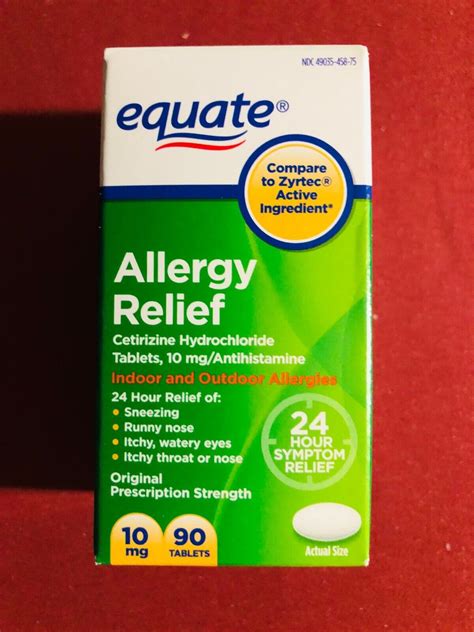 NDC 49035-458-75
equate®
Compare
to Zyrtec®
Active
Ingredient*
Allergy
Relief
Cetirizine Hydrochloride
Tablets, 10 mg/Antihistamine
Indoor and Outdoor Allergies
24 Hour Relief of:
• Sneezing
• Runny nose
• Itchy, watery eyes
• Itchy throat or nose
24
HOUR
SYMPTOM
RELIEF
Original
Prescription Strength
10
mg
90
TABLETS
Actual Size